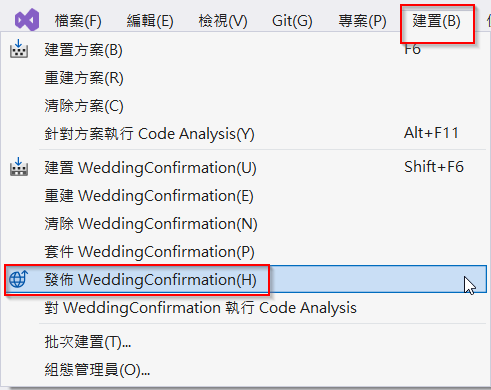 檔案(F) 編輯(E) 檢視(V) Git(G) 專案(P) 建置(B)
建置方案(B) F6
重建方案(R)
清除方案(C)
針對方案執行 Code Analysis(Y) Alt+F11
建置 WeddingConfirmation(U) Shift+F6
重建 WeddingConfirmation(E)
清除 WeddingConfirmation(N)
套件 WeddingConfirmation(P)
發佈 WeddingConfirmation(H)
對 WeddingConfirmation 執行 Code Analysis
批次建置(T)...
組態管理員(O)...